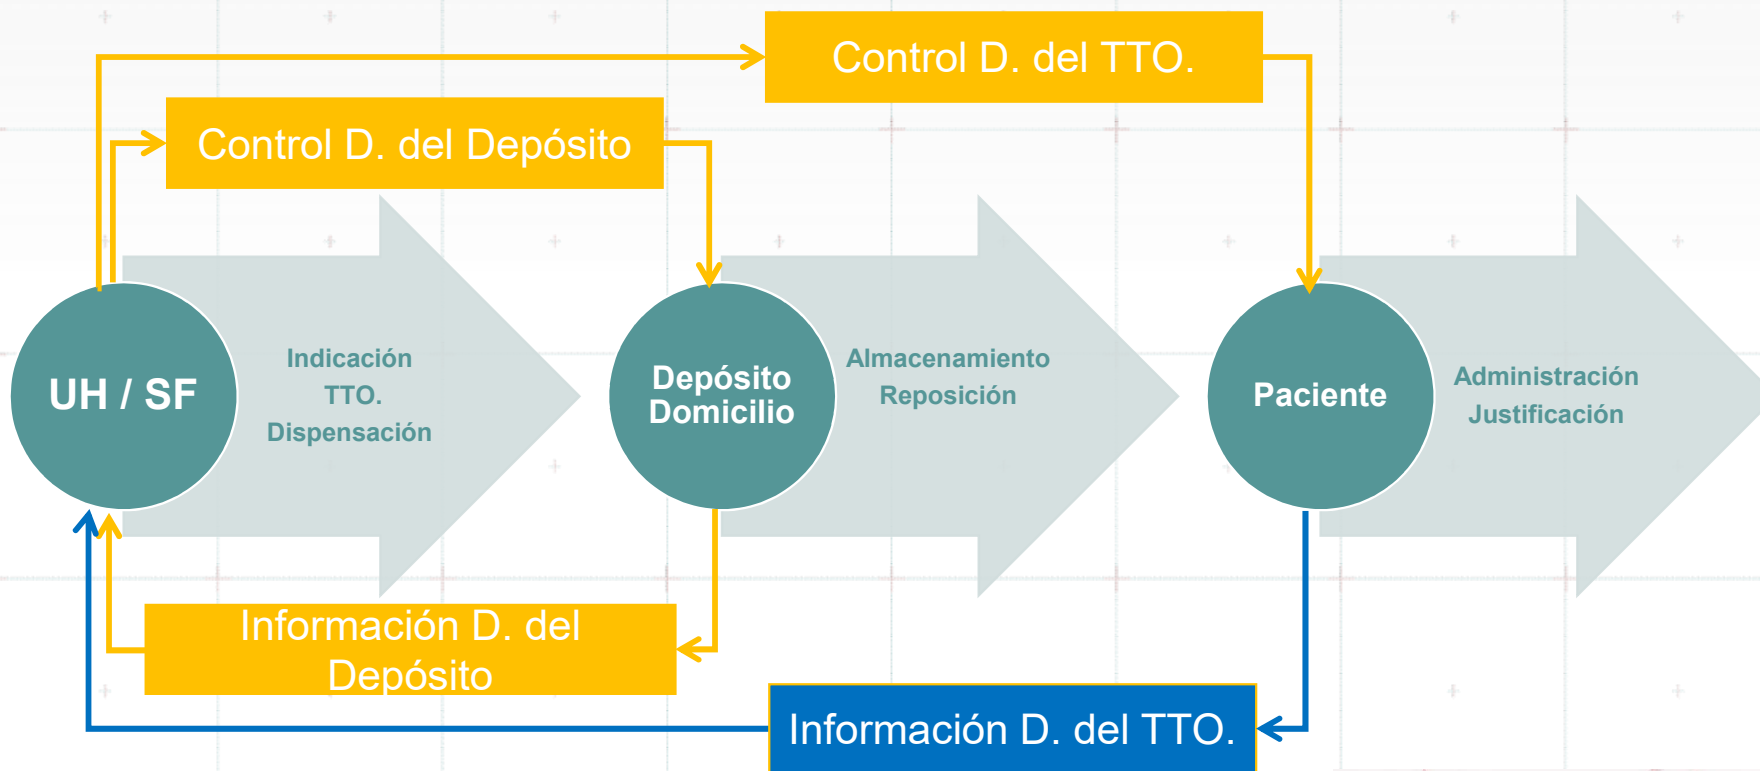 Control D. del TTO.
Control D. del Depósito
UH / SF
Indicación
TTO.
Dispensación
Depósito
Domicilio
Almacenamiento
Reposición
Paciente
Administración
Justificación
Información D. del
Depósito
Información D. del TTO.